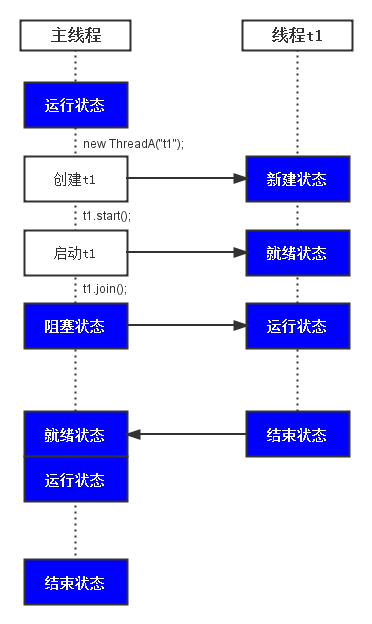 主线程
线程t1
运行状态
new ThreadA("t1");
创建t1
新建状态
t1.start();
启动t1
就绪状态
t1.join();
阻塞状态
运行状态
就绪状态
结束状态
运行状态
结束状态